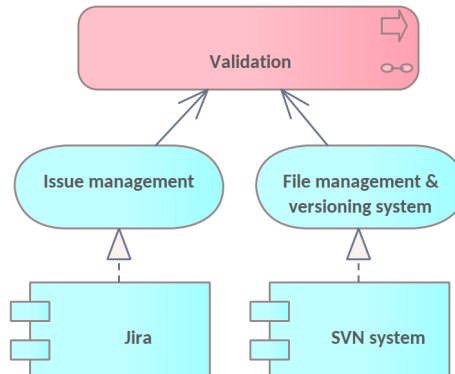 Validation
Issue management
File management &
versioning system
Jira
SVN system